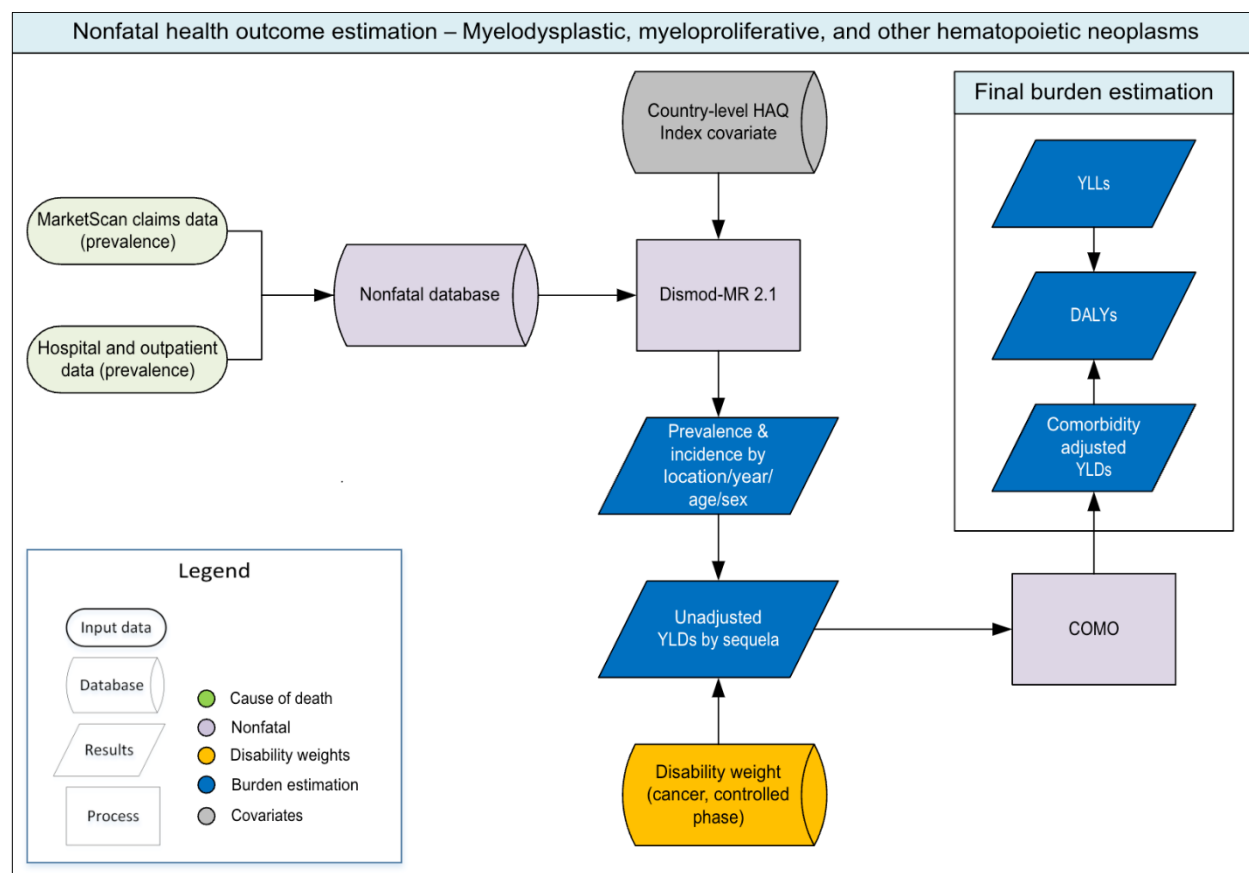 Nonfatal health outcome estimation – Myelodysplastic, myeloproliferative, and other hematopoietic neoplasms
Country-level HAQ
Index covariate
Final burden estimation
YLLs
MarketScan claims data
(prevalence)
Nonfatal database
Dismod-MR 2.1
DALYs
Hospital and outpatient
data (prevalence)
Prevalence &
incidence by
location/year/
age/sex
Comorbidity
adjusted
YLDs
Unadjusted
YLDs by sequela
COMO
Disability weight
(cancer, controlled
phase)
Legend
Input data
Database
Results
Process
Cause of death
Nonfatal
Disability weights
Burden estimation
Covariates